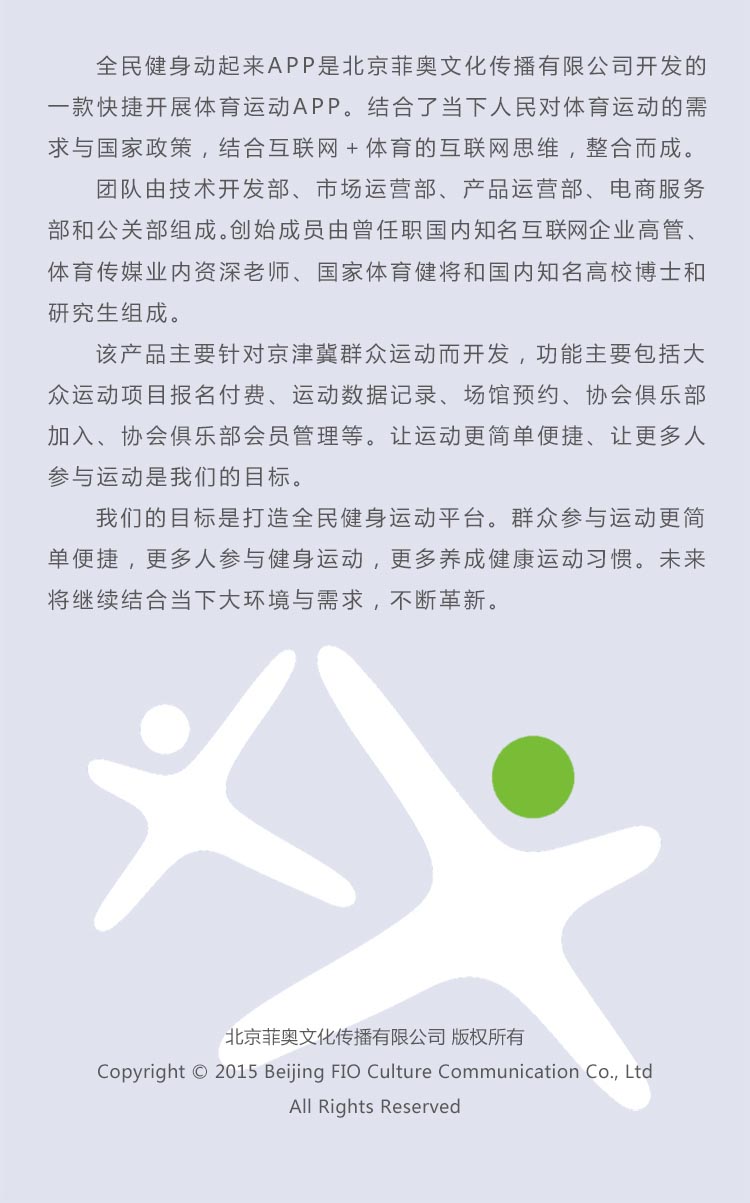 全民健身动起来APP是北京菲奥文化传播有限公司开发的
一款快捷开展体育运动APP。结合了当下人民对体育运动的需
求与国家政策，结合互联网+体育的互联网思维，整合而成。
团队由技术开发部、市场运营部、产品运营部、电商服务
部和公关部组成。创始成员由曾任职国内知名互联网企业高管、
体育传媒业内资深老师、国家体育健将和国内知名高校博士和
研究生组成。
该产品主要针对京津冀群众运动而开发，功能主要包括大
众运动项目报名付费、运动数据记录、场馆预约、协会俱乐部
加入、协会俱乐部会员管理等。让运动更简单便捷、让更多人
参与运动是我们的目标。
我们的目标是打造全民健身运动平台。群众参与运动更简
单便捷，更多人参与健身运动，更多养成健康运动习惯。未来
将继续结合当下大环境与需求，不断革新。
北京菲奥文化传播有限公司 版权所有
Copyright © 2015 Beijing FIO Culture Communication Co., Ltd
All Rights Reserved